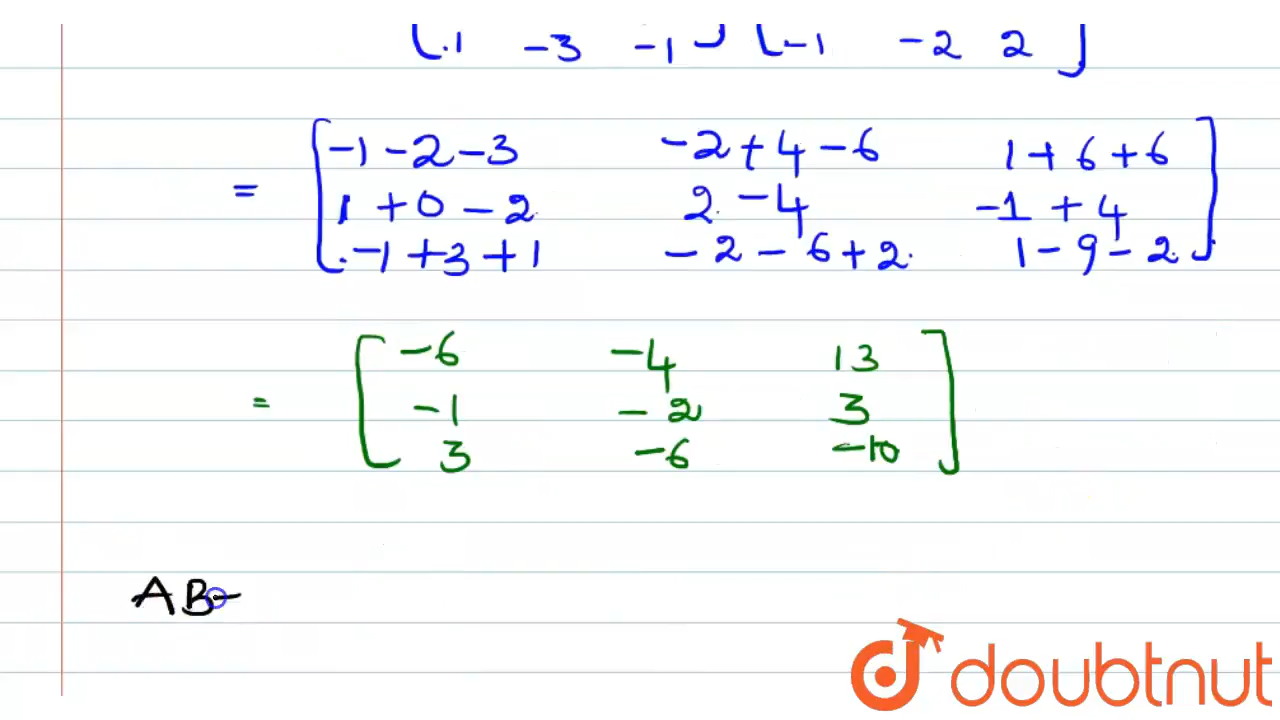 [.1 -3 -1] [-1 -2 2]
= [-1-2-3 -2+4-6 1+6+6
1+0-2. 2.-4 -1+4
.-1+3+1 -2-6+2. 1-9-2.]
= [-6 -4 13
-1 -2 3
3 -6 -10]
AB-
doubtnut